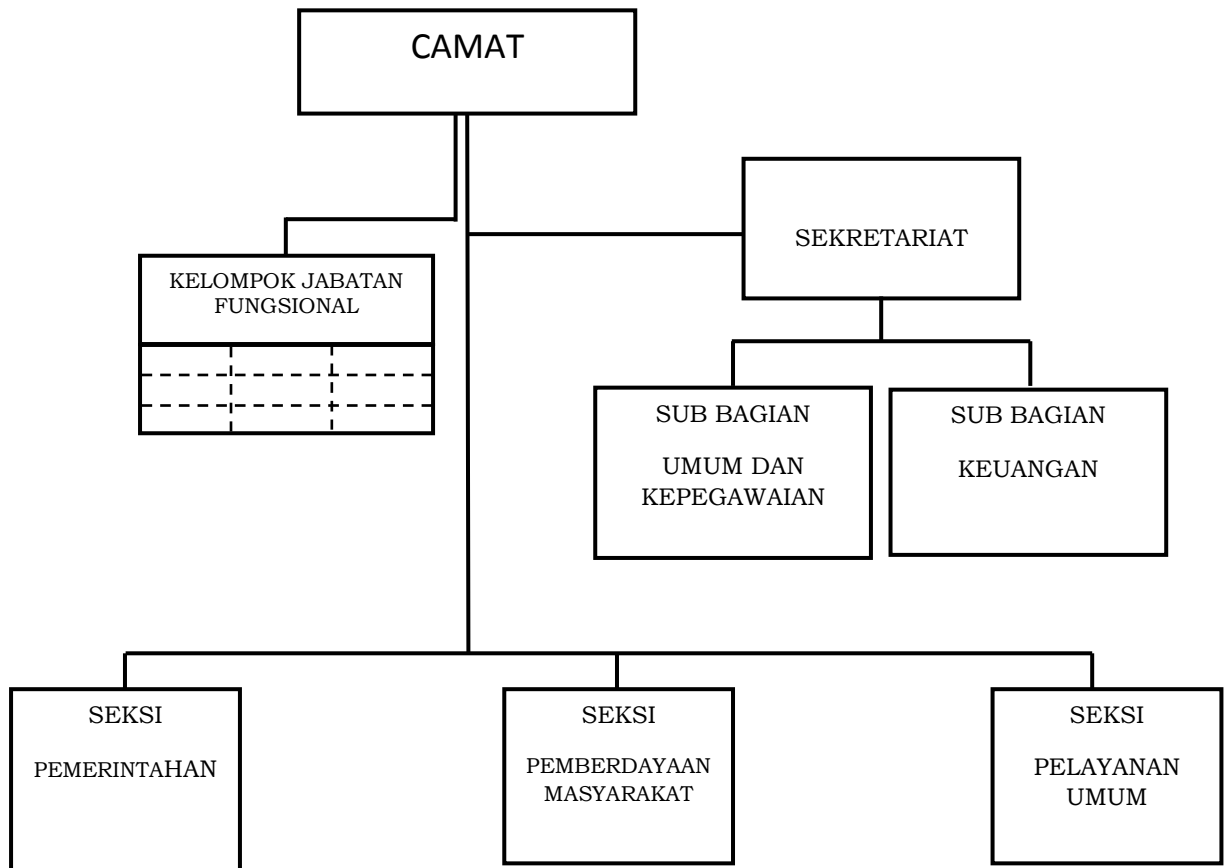 CAMAT
SEKRETARIAT
KELOMPOK JABATAN
FUNGSIONAL
SUB BAGIAN
UMUM DAN
KEPEGAWAIAN
SUB BAGIAN
KEUANGAN
SEKSI
PEMERINTAHAN
SEKSI
PEMBERDAYAAN
MASYARAKAT
SEKSI
PELAYANAN
UMUM